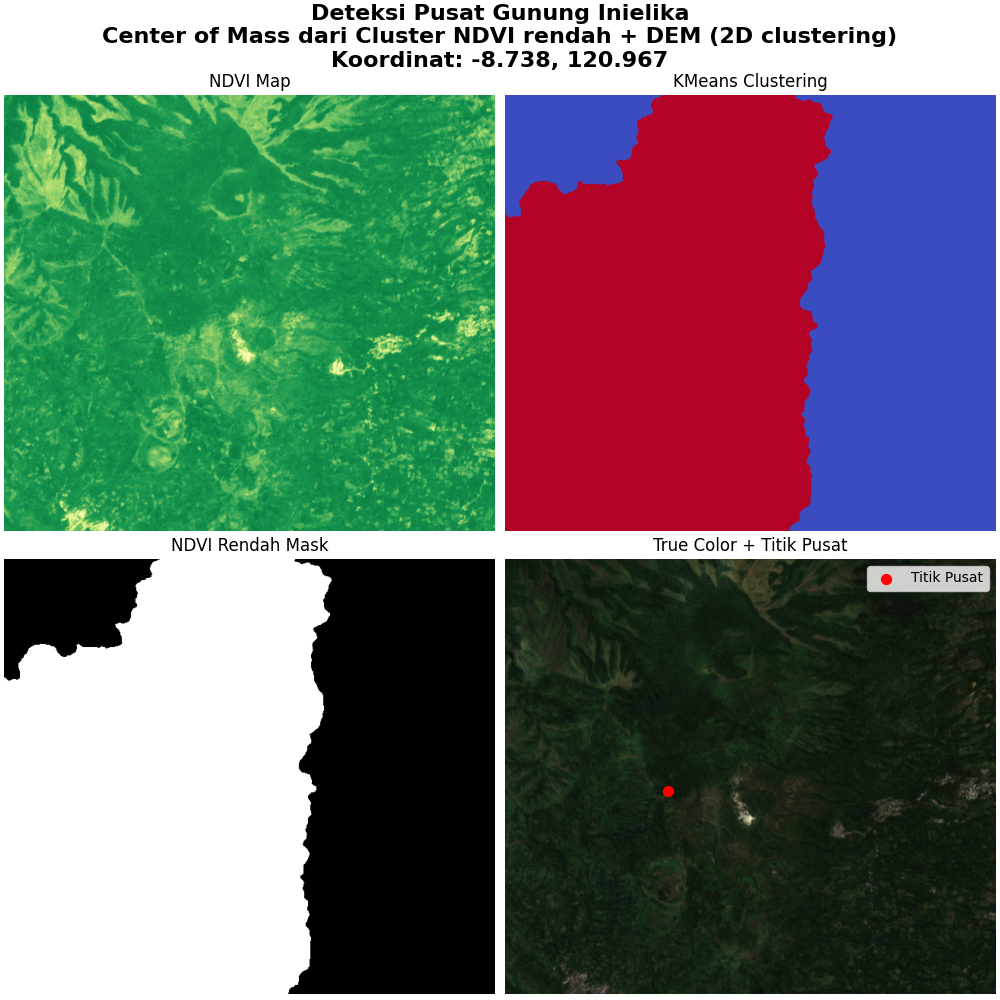 Deteksi Pusat Gunung Inielika
Center of Mass dari Cluster NDVI rendah + DEM (2D clustering)
Koordinat: -8.738, 120.967
NDVI Map
KMeans Clustering
NDVI Rendah Mask
True Color + Titik Pusat
Titik Pusat